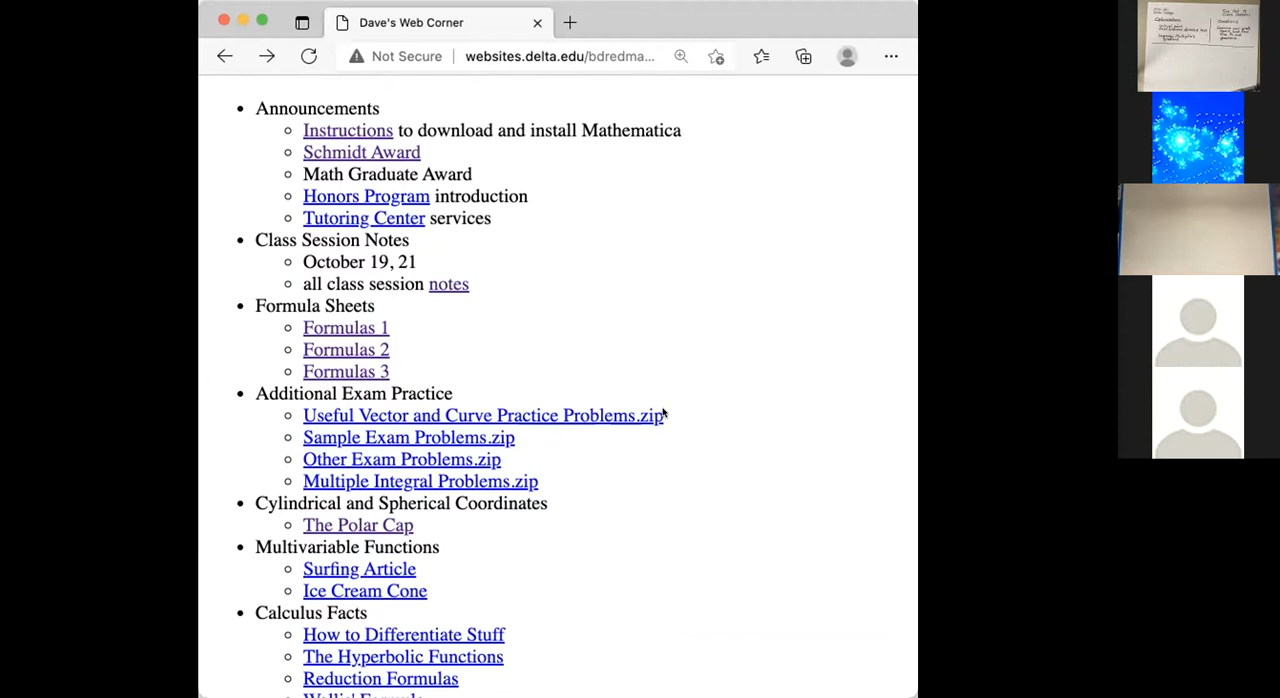 Dave's Web Corner
Not Secure
websites.delta.edu/bdredma...
Announcements
Instructions to download and install Mathematica
Schmidt Award
Math Graduate Award
Honors Program introduction
Tutoring Center services
Class Session Notes
October 19, 21
all class session notes
Formula Sheets
Formulas 1
Formulas 2
Formulas 3
Additional Exam Practice
Useful Vector and Curve Practice Problems.zip
Sample Exam Problems.zip
Other Exam Problems.zip
Multiple Integral Problems.zip
Cylindrical and Spherical Coordinates
The Polar Cap
Multivariable Functions
Surfing Article
Ice Cream Cone
Calculus Facts
How to Differentiate Stuff
The Hyperbolic Functions
Reduction Formulas
Wallis' Formula